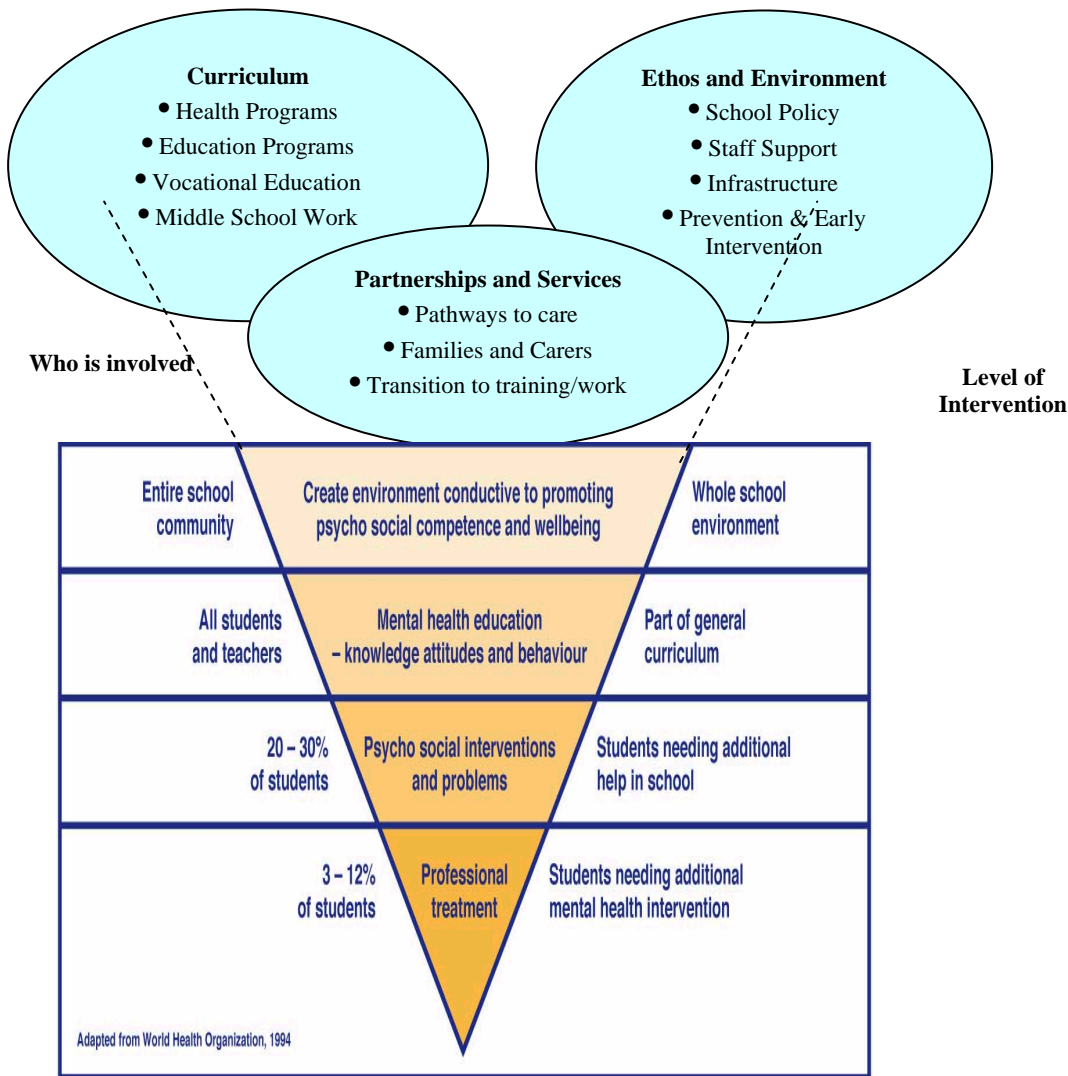 Curriculum
• Health Programs
• Education Programs
• Vocational Education
• Middle School Work
Ethos and Environment
• School Policy
• Staff Support
• Infrastructure
• Prevention & Early
Intervention
Partnerships and Services
• Pathways to care
• Families and Carers
• Transition to training/work
Who is involved
Level of
Intervention
Entire school
community
Create environment conductive to promoting
psycho social competence and wellbeing
Whole school
environment
All students
and teachers
Mental health education
– knowledge attitudes and behaviour
Part of general
curriculum
20 – 30%
of students
Psycho social interventions
and problems
Students needing additional
help in school
3 – 12%
of students
Professional
treatment
Students needing additional
mental health intervention
Adapted from World Health Organization, 1994